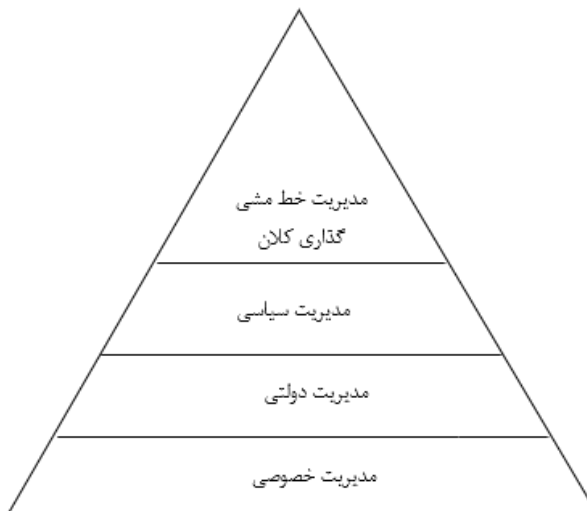 مدیریت خط مشی
گذاری کلان
مدیریت سیاسی
مدیریت دولتی
مدیریت خصوصی